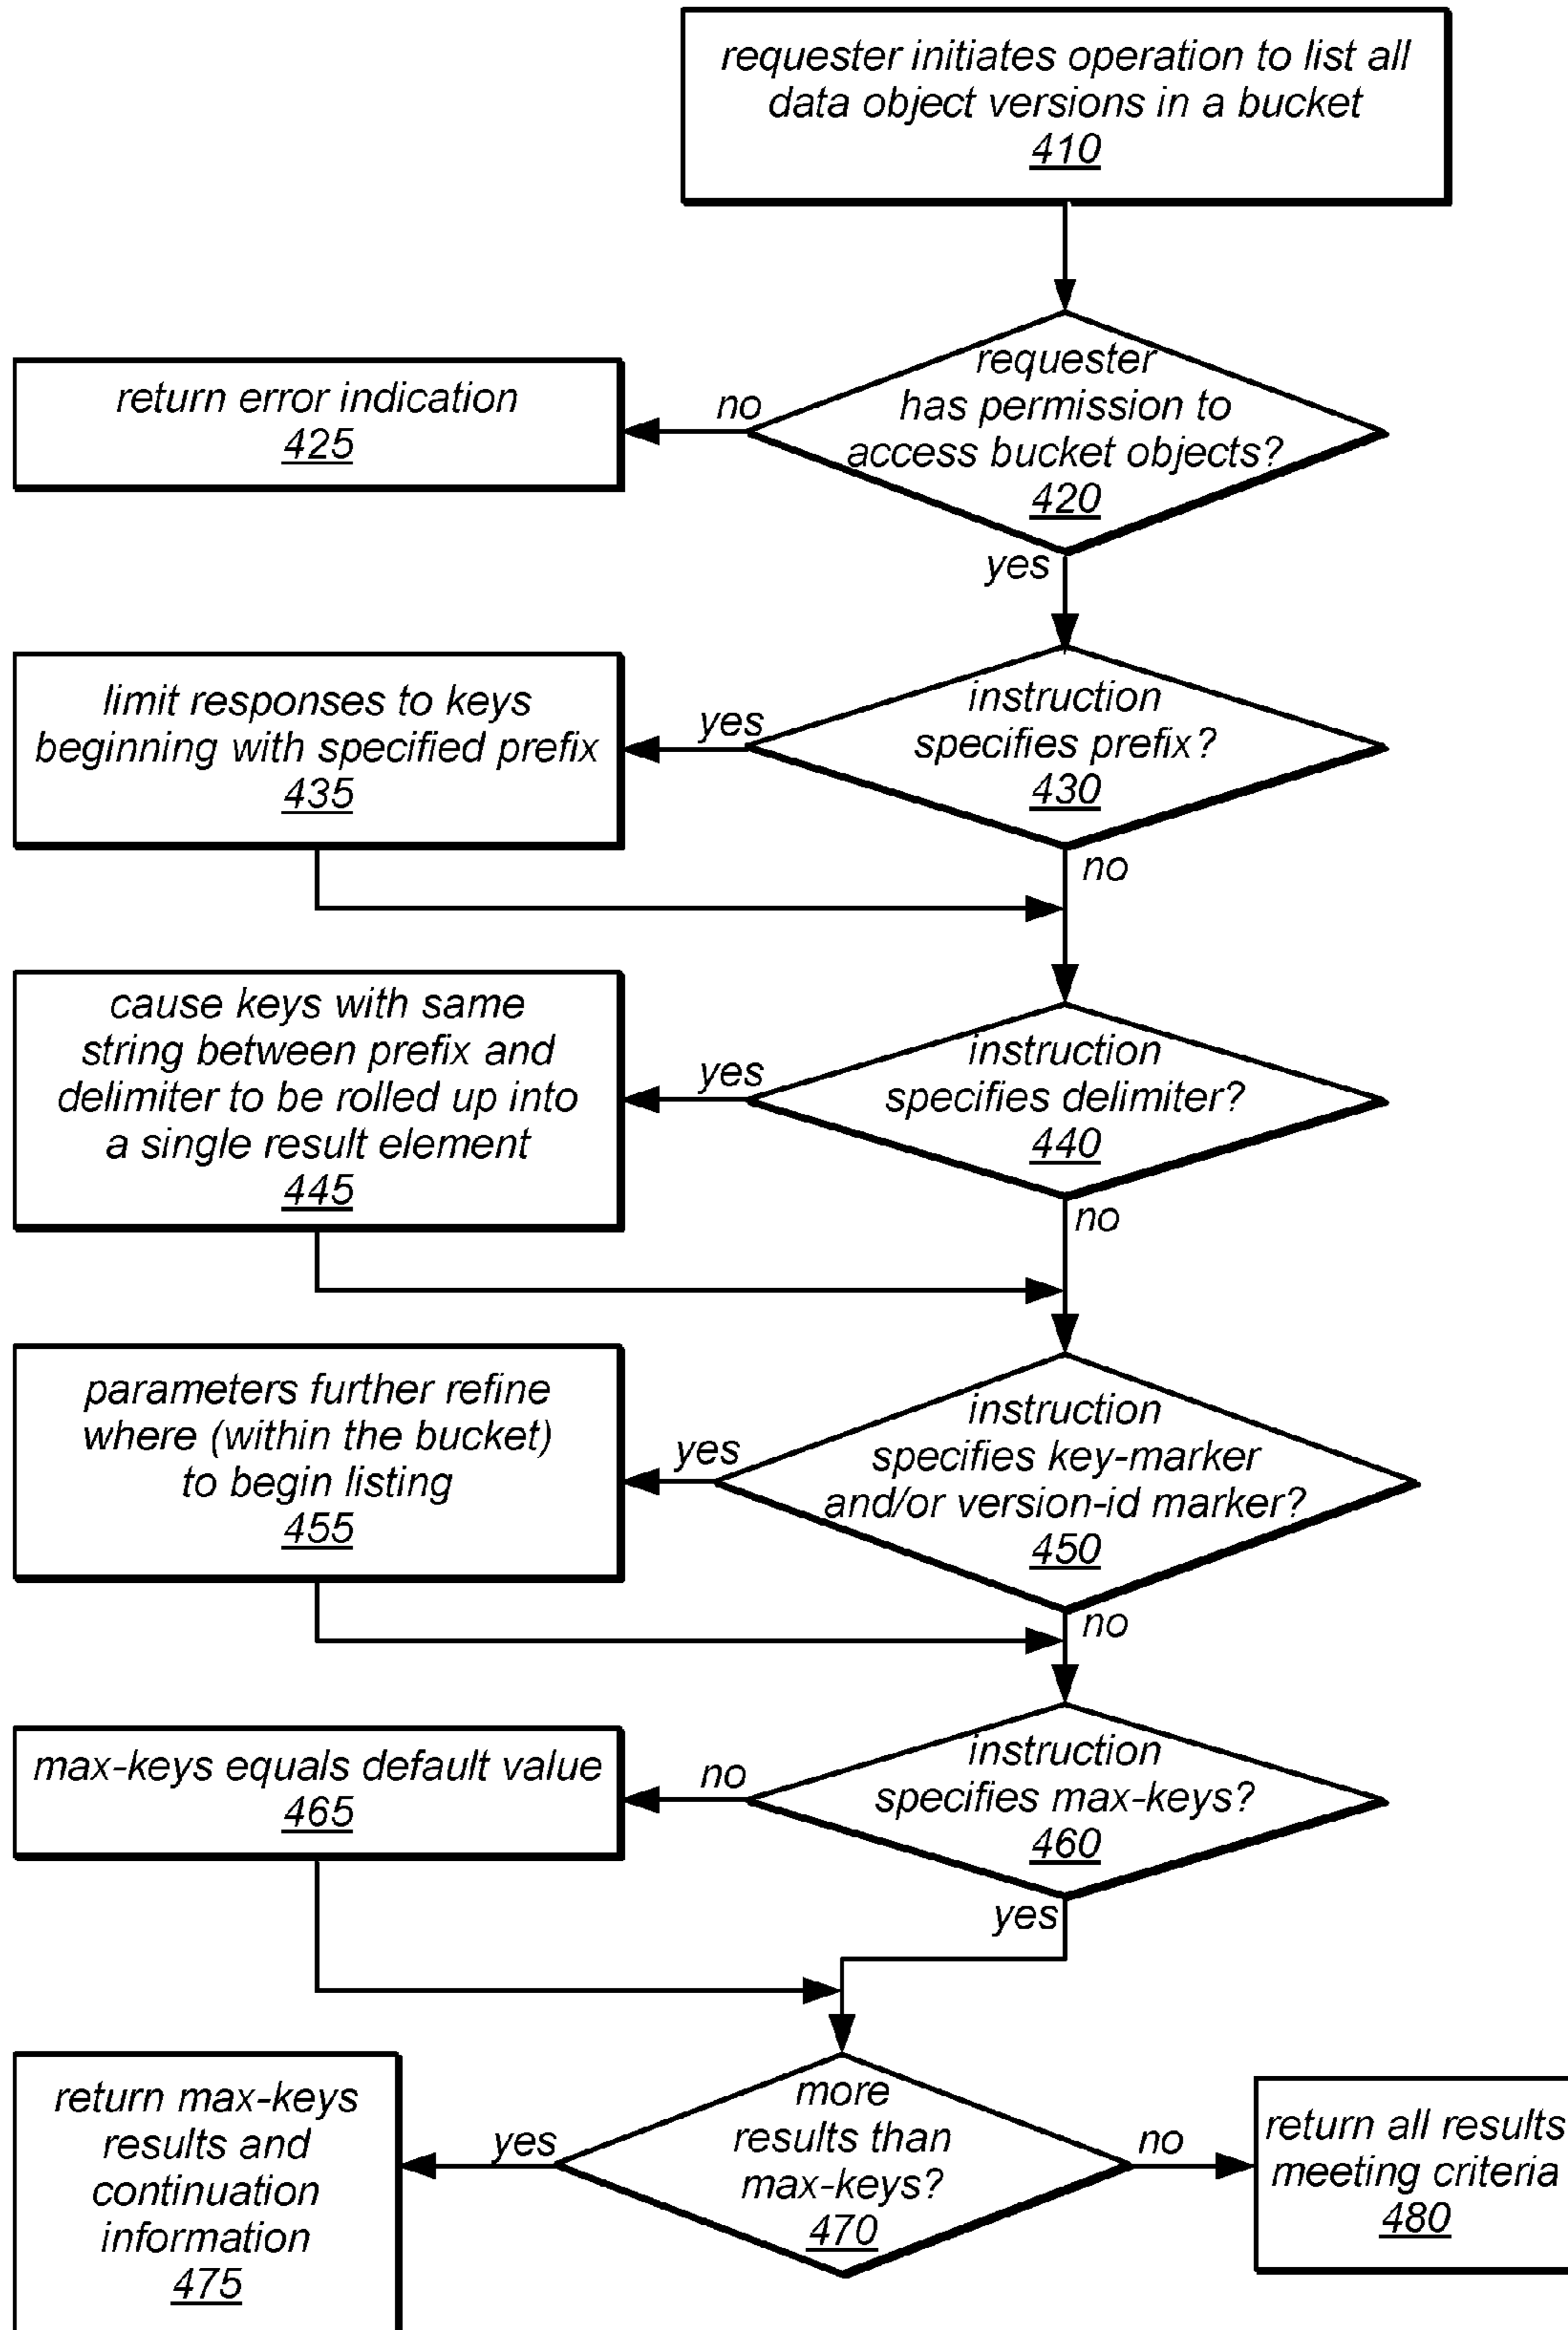 requester initiates operation to list all
data object versions in a bucket
410
requester
has permission to
access bucket objects?
420
no
return error indication
425
yes
instruction
specifies prefix?
430
yes
limit responses to keys
beginning with specified prefix
435
no
instruction
specifies delimiter?
440
yes
cause keys with same
string between prefix and
delimiter to be rolled up into
a single result element
445
no
instruction
specifies key-marker
and/or version-id marker?
450
yes
parameters further refine
where (within the bucket)
to begin listing
455
no
instruction
specifies max-keys?
460
no
max-keys equals default value
465
yes
more
results than
max-keys?
470
yes
return max-keys
results and
continuation
information
475
no
return all results
meeting criteria
480